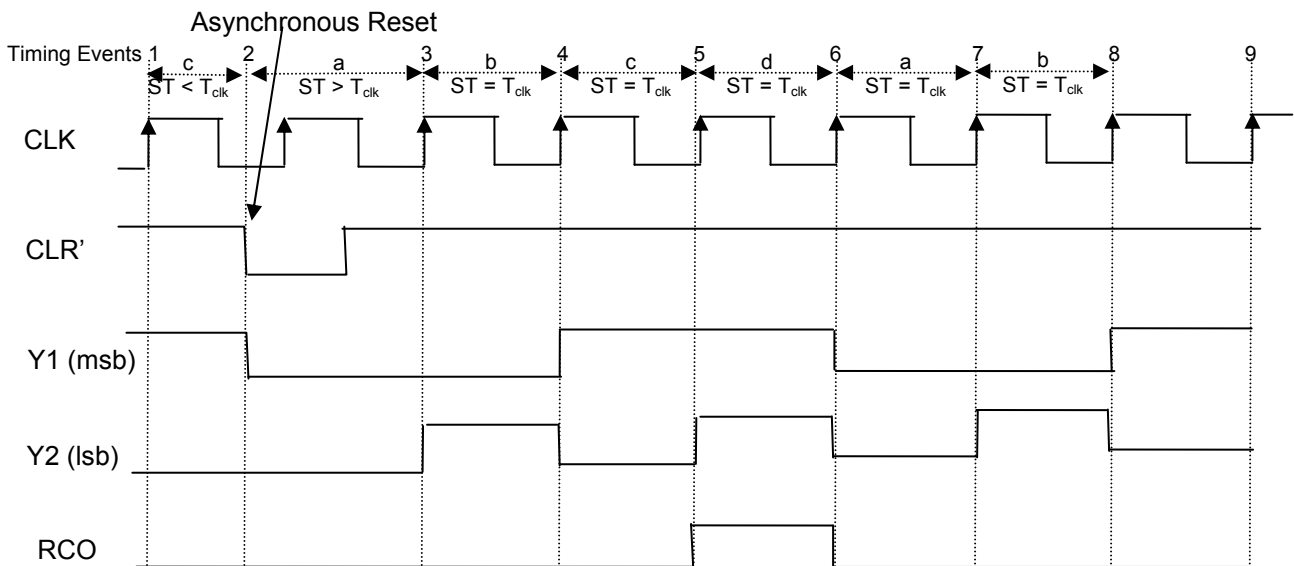 Asynchronous Reset
Timing Events 1 2 3 4 5 6 7 8 9
c a b c d a b
ST < Tclk ST > Tclk ST = Tclk ST = Tclk ST = Tclk ST = Tclk ST = Tclk
CLK
CLR’
Y1 (msb)
Y2 (lsb)
RCO